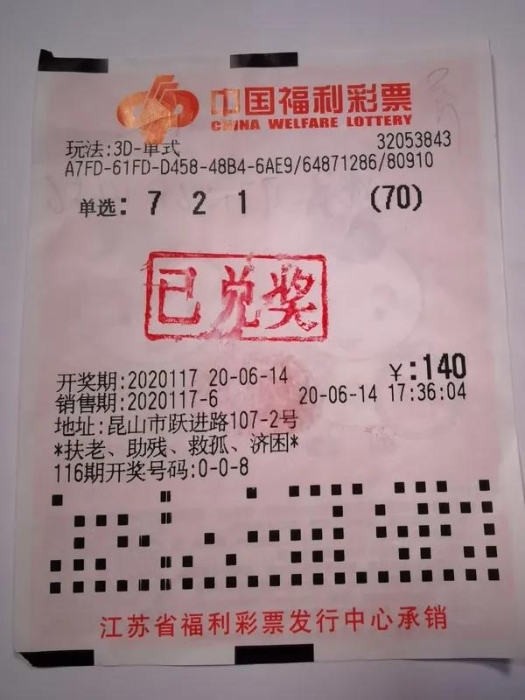 中国福利彩票
CHINA WELFARE LOTTERY
玩法:3D-单式 32053843
A7FD-61FD-D458-48B4-6AE9/64871286/80910
单选: 7 2 1 (70)
已兑奖
开奖期:2020117 20-06-14 ¥:140
销售期:2020117-6 20-06-14 17:36:04
地址:昆山市跃进路107-2号
*扶老、助残、救孤、济困*
116期开奖号码:0-0-8
江苏省福利彩票发行中心承销